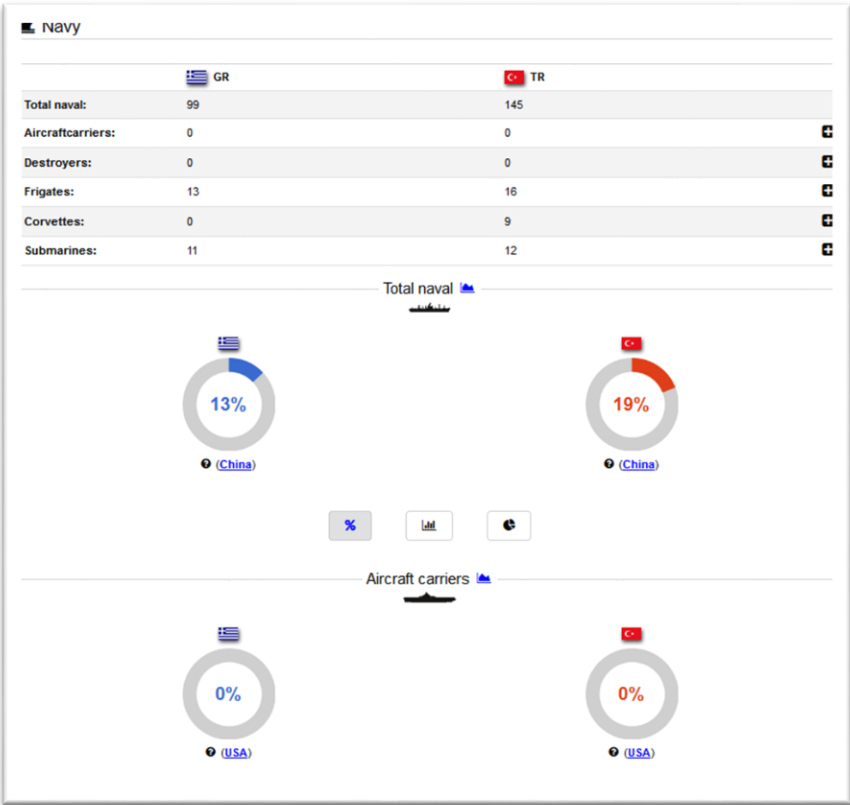 Navy
GR TR
Total naval: 99 145
Aircraftcarriers: 0 0
Destroyers: 0 0
Frigates: 13 16
Corvettes: 0 9
Submarines: 11 12
Total naval
13% 19%
(China) (China)
%
Aircraft carriers
0% 0%
(USA) (USA)